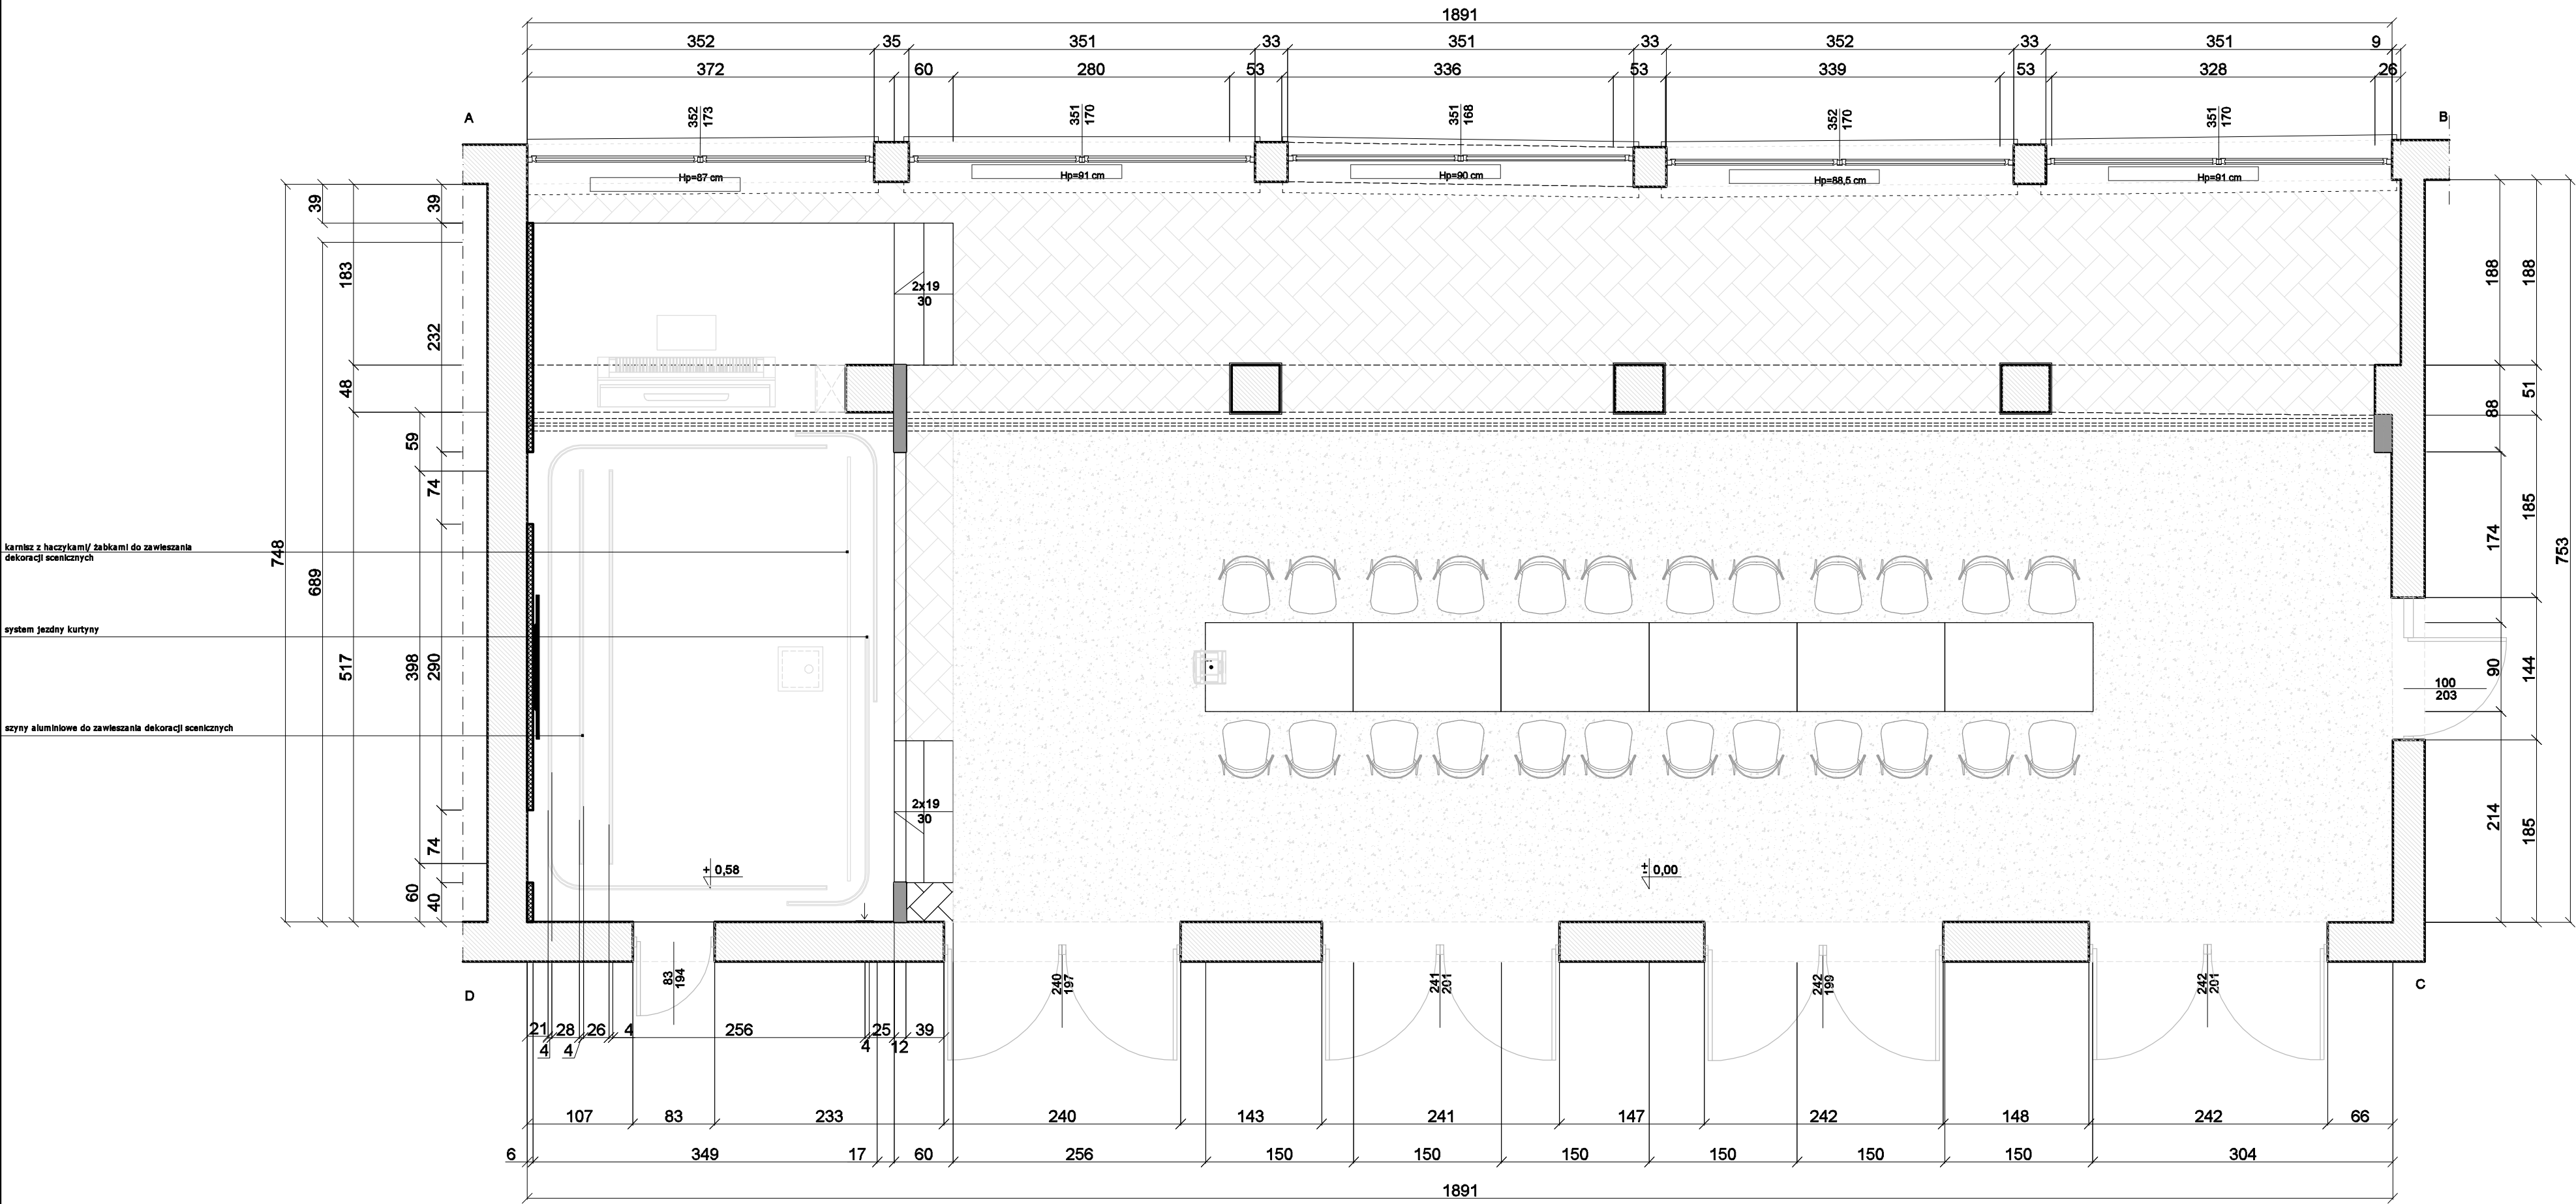 1891
352 35 351 33 351 33 352 33 351 9
372 60 280 53 336 53 339 53 328 26
A
352
173
351
170
351
168
352
170
351
170
B
Hp=87 cm
Hp=91 cm
Hp=90 cm
Hp=88,5 cm
Hp=91 cm
39
39
183
232
48
59
74
748
689
517
398
290
74
60
40
2x19
30
188
188
88
51
174
185
753
90
144
214
185
100
203
karnisz z haczykami/ żabkami do zawieszania
dekoracji scenicznych
system jezdny kurtyny
szyny aluminiowe do zawieszania dekoracji scenicznych
2x19
30
± 0,58
± 0,00
D
C
83
194
240
197
241
201
242
199
242
201
21 28 26 4 256 25 39
4 4 4 12
107 83 233 240 143 241 147 242 148 242 66
6 349 17 60 256 150 150 150 150 150 150 304
1891